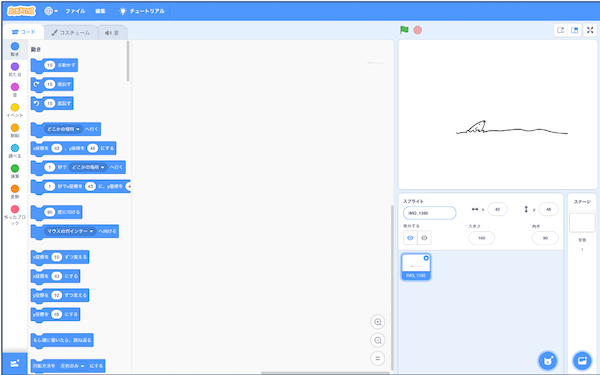 SCRATCH ファイル 編集 チュートリアル
コード コスチューム 音
動き
動き
見た目
音
イベント
制御
調べる
演算
変数
作ったブロック
10 歩動かす
15 度回す
15 度回す
どこかの場所 へ行く
x座標を 43 、y座標を 48 にする
1 秒で どこかの場所 へ行く
1 秒でx座標を 43 に、y座標を
90 度に向ける
マウスのポインター へ向ける
x座標を 10 ずつ変える
x座標を 43 にする
y座標を 10 ずつ変える
y座標を 48 にする
もし端に着いたら、跳ね返る
回転方法を 左右のみ にする
スプライト
IMG_1385
x
y
表示する
大きさ
向き
100
90
IMG_1385
ステージ
背景
1